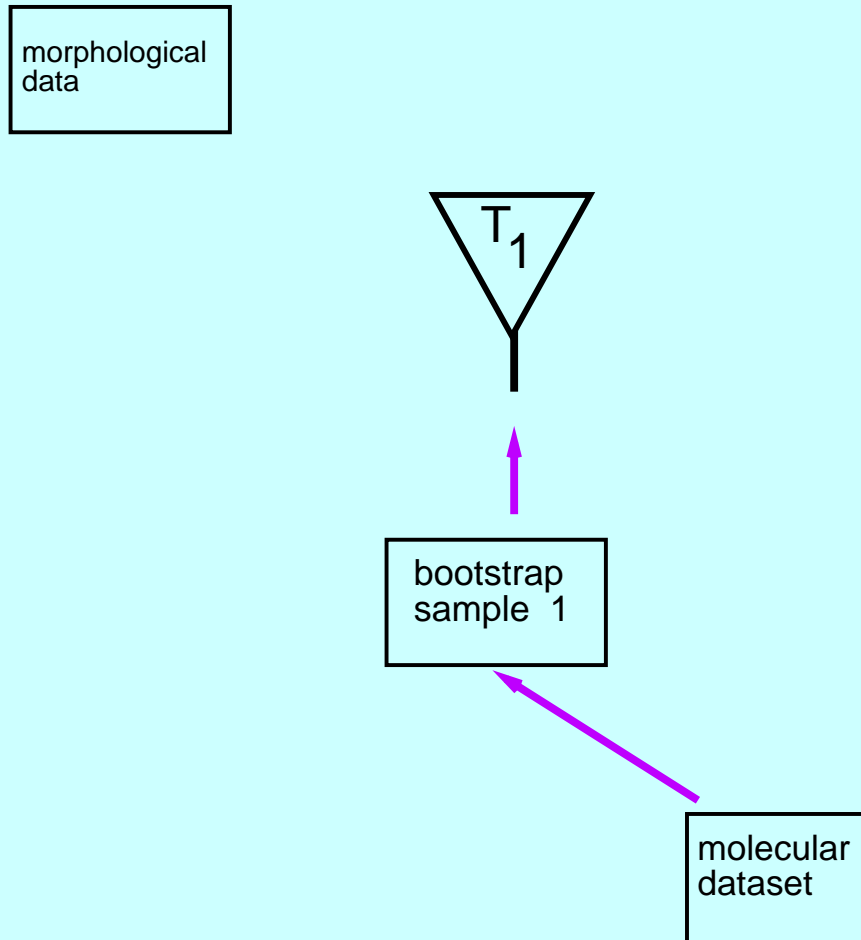 morphological
data
T1
bootstrap
sample 1
molecular
dataset